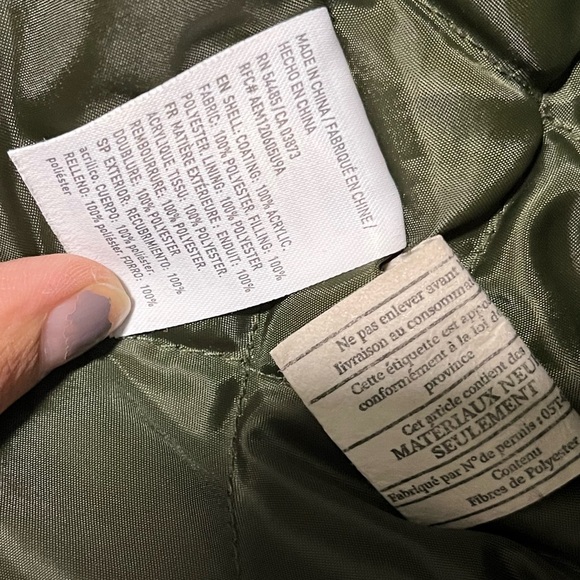 MADE IN CHINA / FABRIQUÉ EN CHINE /
HECHO EN CHINA
RN 54485/ CA 03873
RFC# AEM1200GBU9A
EN SHELL: COATING: 100% ACRYLIC.
FABRIC: 100% POLYESTER. FILLING: 100%
POLYESTER. LINING: 100% POLYESTER.
FR MATIÈRE EXTÉRIEURE: ENDUIT. 100%
ACRYLIQUE. TISSU: 100% POLYESTER.
REMBOURRURE. 100% POLYESTER.
DOUBLURE. 100% POLYESTER.
SP EXTERIOR. RECUBRIMIENTO: 100%
acrílico. CUERPO. 100% poliéster.
RELLENO. 100% poliéster. FORRO: 100%
poliéster
Ne pas enlever avant
livraison au consommat
Cette étiquette est appo
conformément à la loi de
province
Cet article contient des
MATÉRIAUX NEU
SEULEMENT
Fabriqué par N° de permis: 05T
Contenu
Fibres de Polyester